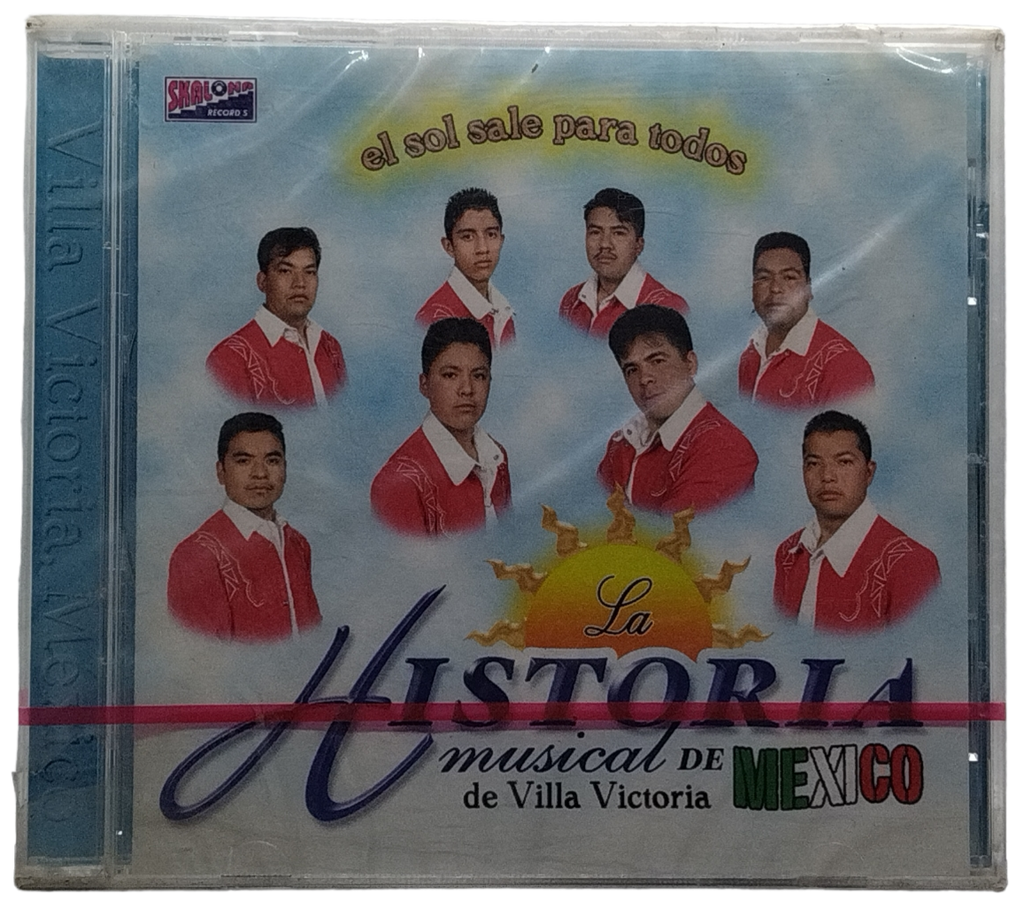 SKALONA
RECORDS
el sol sale para todos
La
HISTORIA
musical DE MEXICO
de Villa Victoria
Villa Victoria, Mexico